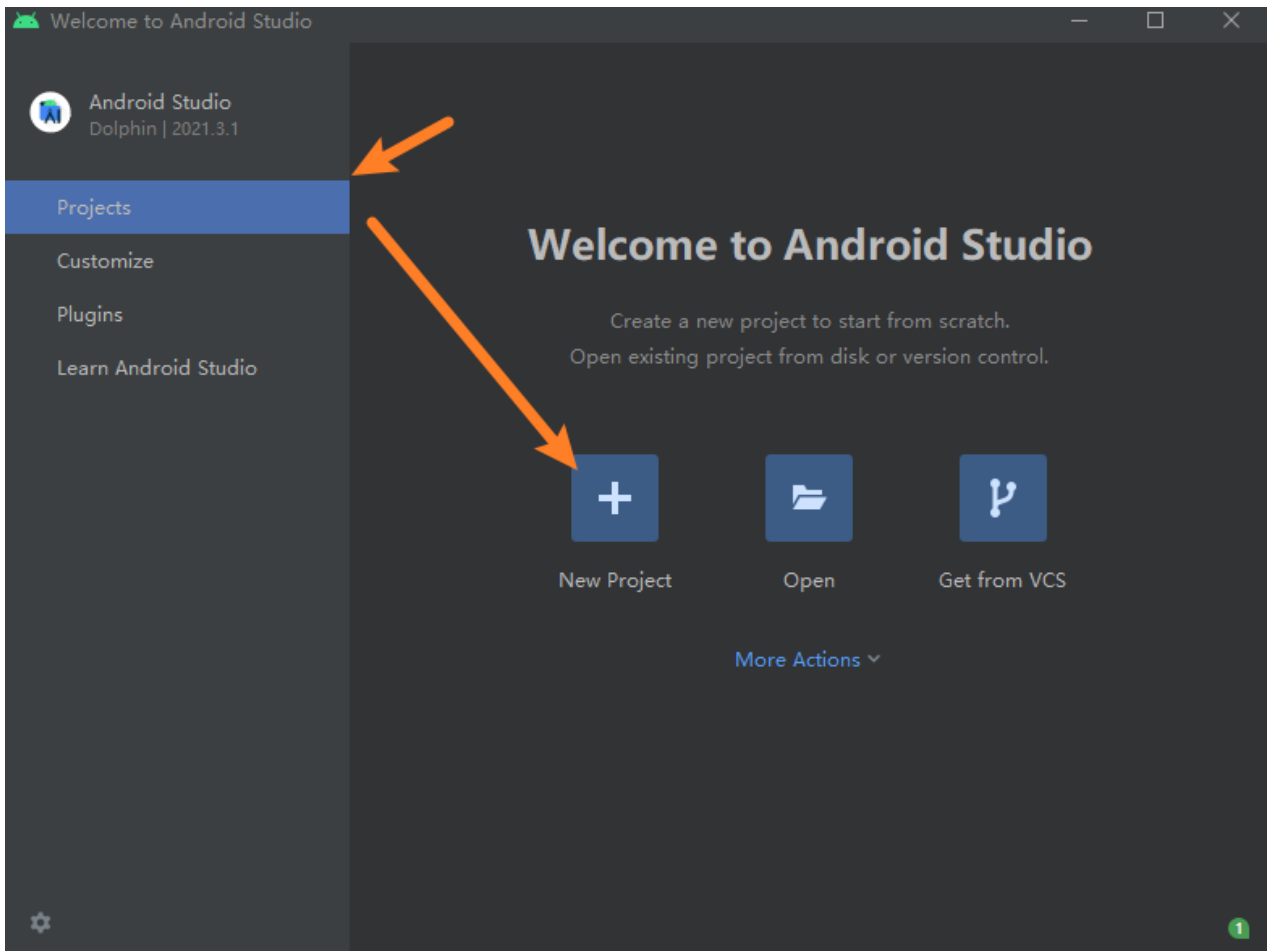 Welcome to Android Studio
Android Studio
Dolphin | 2021.3.1
Projects
Customize
Plugins
Learn Android Studio
Welcome to Android Studio
Create a new project to start from scratch.
Open existing project from disk or version control.
New Project
Open
Get from VCS
More Actions
1